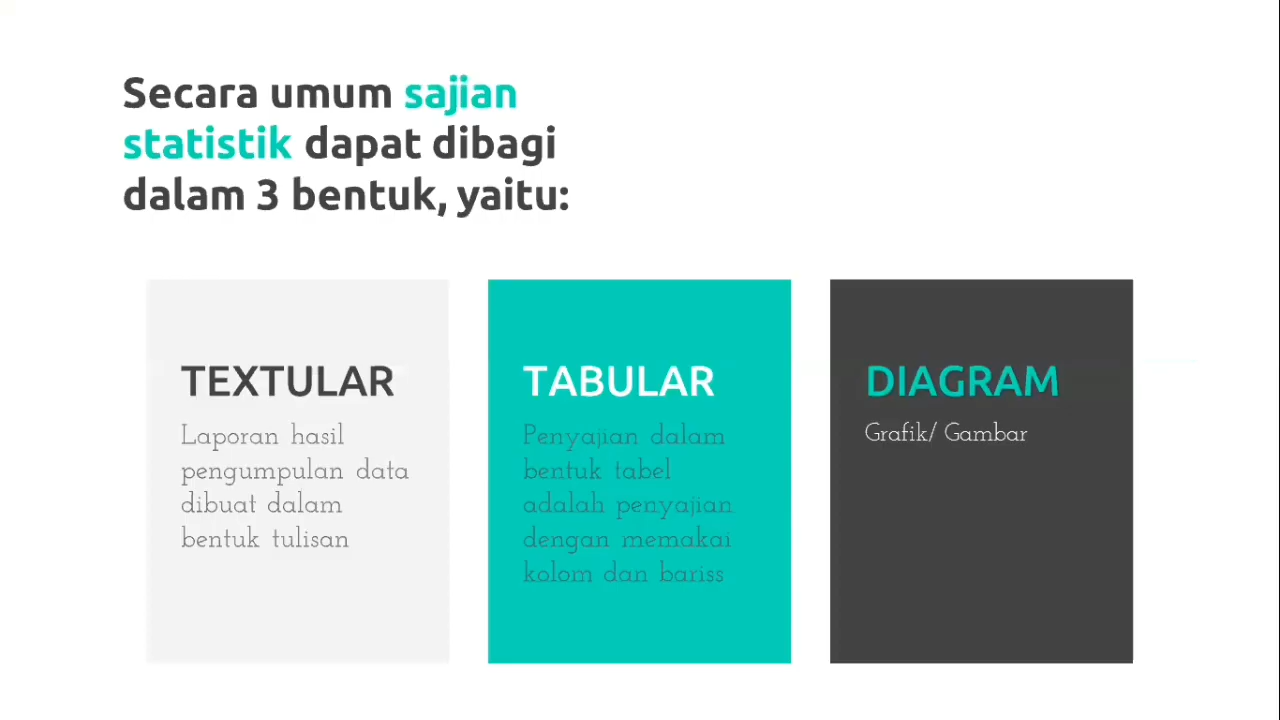 Secara umum sajian
statistik dapat dibagi
dalam 3 bentuk, yaitu:
TEXTULAR
Laporan hasil
pengumpulan data
dibuat dalam
bentuk tulisan
TABULAR
Penyajian dalam
bentuk tabel
adalah penyajian
dengan memakai
kolom dan bariss
DIAGRAM
Grafik/ Gambar